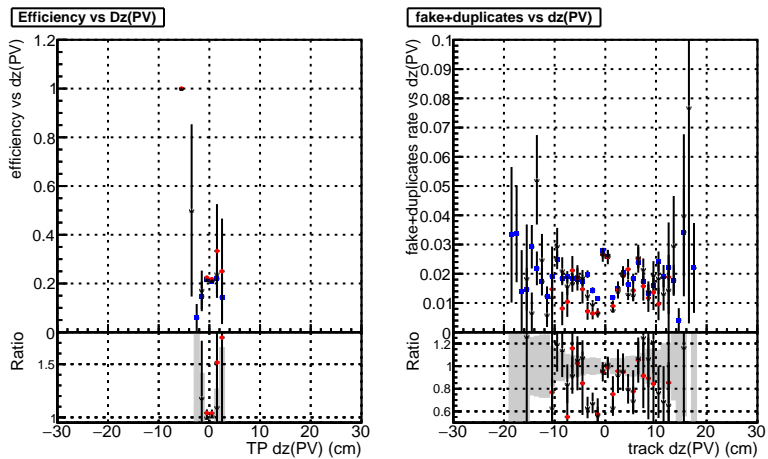 Efficiency vs Dz(PV)
efficiency vs dz(PV)
1.2
1
0.8
0.6
0.4
0.2
0
Ratio
1.5
1
−30 −20 −10 0 10 20 30
TP dz(PV) (cm)
fake+duplicates vs dz(PV)
fake+duplicates rate vs dz(PV)
0.1
0.09
0.08
0.07
0.06
0.05
0.04
0.03
0.02
0.01
0
Ratio
1.2
1
0.8
0.6
−30 −20 −10 0 10 20 30
track dz(PV) (cm)